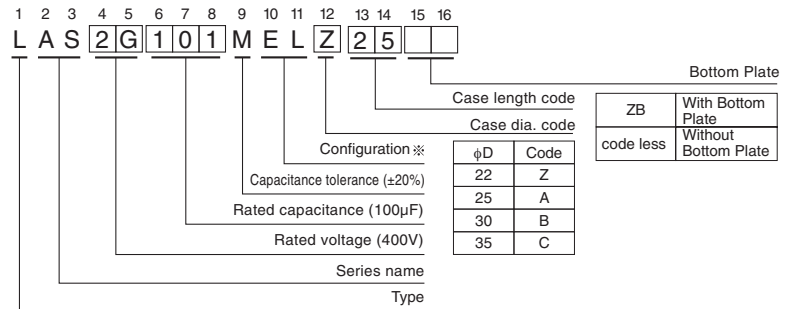 1 2 3 4 5 6 7 8 9 10 11 12 13 14 15 16
L A S 2 G 1 0 1 M E L Z 2 5
Bottom Plate
ZB With Bottom Plate
code less Without Bottom Plate
Case length code
Case dia. code
Configuration※
φD Code
22 Z
25 A
30 B
35 C
Capacitance tolerance (±20%)
Rated capacitance (100µF)
Rated voltage (400V)
Series name
Type